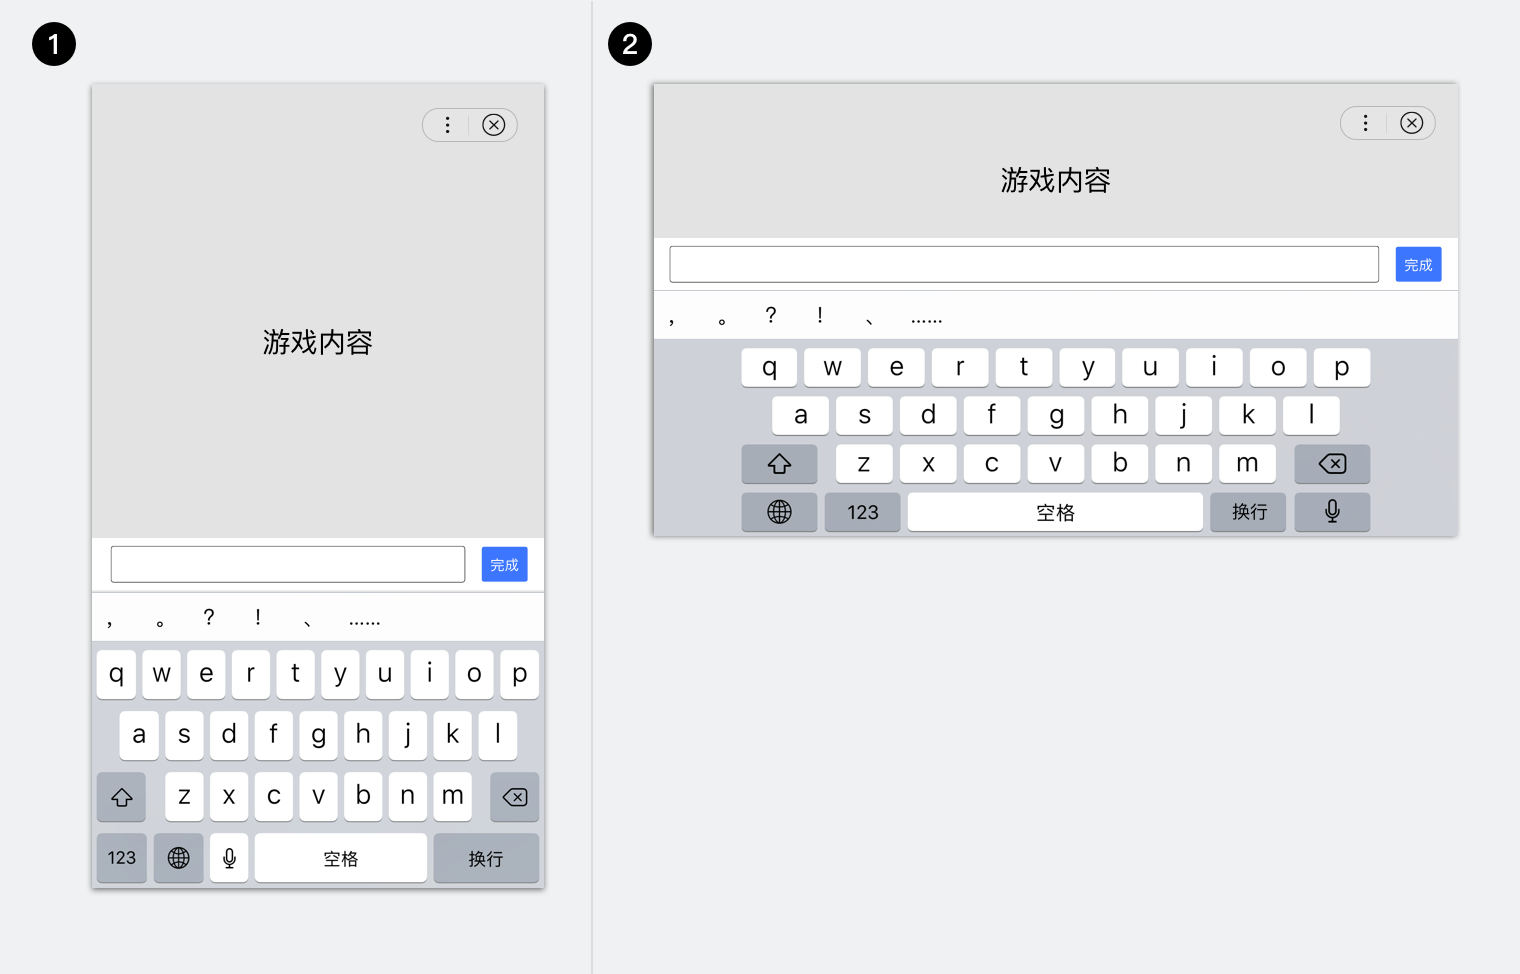 1
游戏内容
完成
, 。 ? ! 、 ……
q w e r t y u i o p
a s d f g h j k l
z x c v b n m
123 空格 换行
2
游戏内容
完成
, 。 ? ! 、 ……
q w e r t y u i o p
a s d f g h j k l
z x c v b n m
123 空格 换行